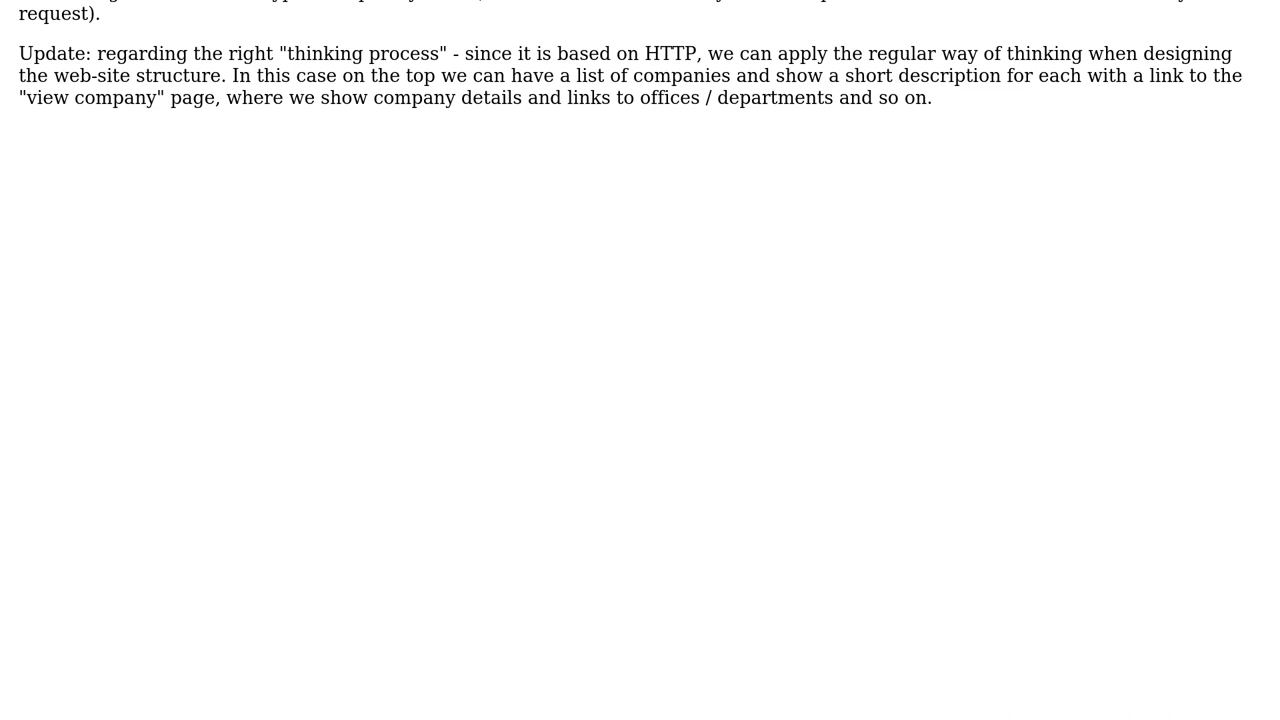 request).
Update: regarding the right "thinking process" - since it is based on HTTP, we can apply the regular way of thinking when designing
the web-site structure. In this case on the top we can have a list of companies and show a short description for each with a link to the
"view company" page, where we show company details and links to offices / departments and so on.